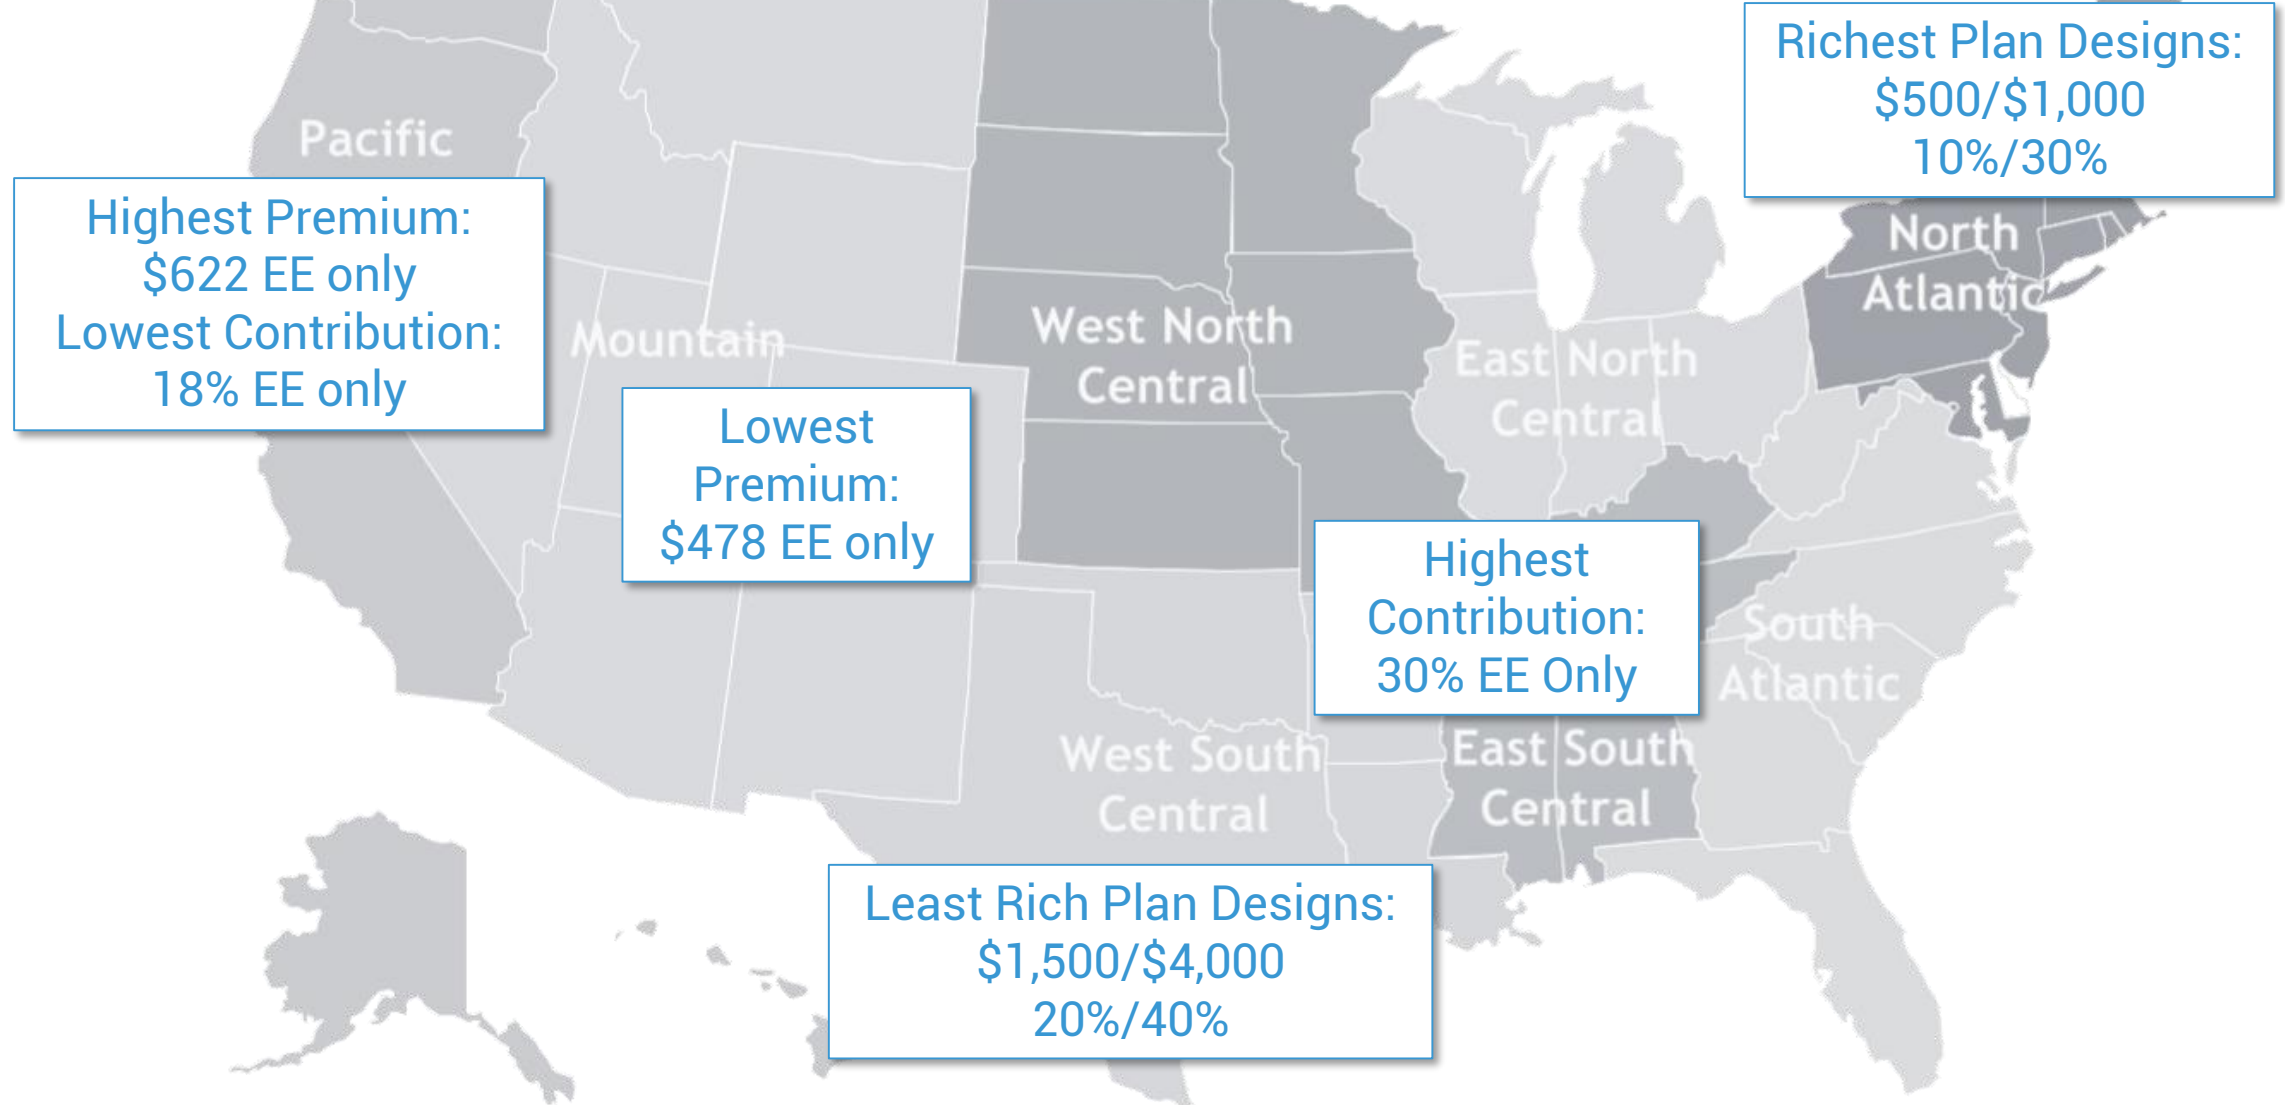 Richest Plan Designs:
$500/$1,000
10%/30%
Pacific
Highest Premium:
$622 EE only
Lowest Contribution:
18% EE only
North
Atlantic
Mountain
West North
Central
East North
Central
Lowest
Premium:
$478 EE only
Highest
Contribution:
30% EE Only
South
Atlantic
West South
Central
East South
Central
Least Rich Plan Designs:
$1,500/$4,000
20%/40%